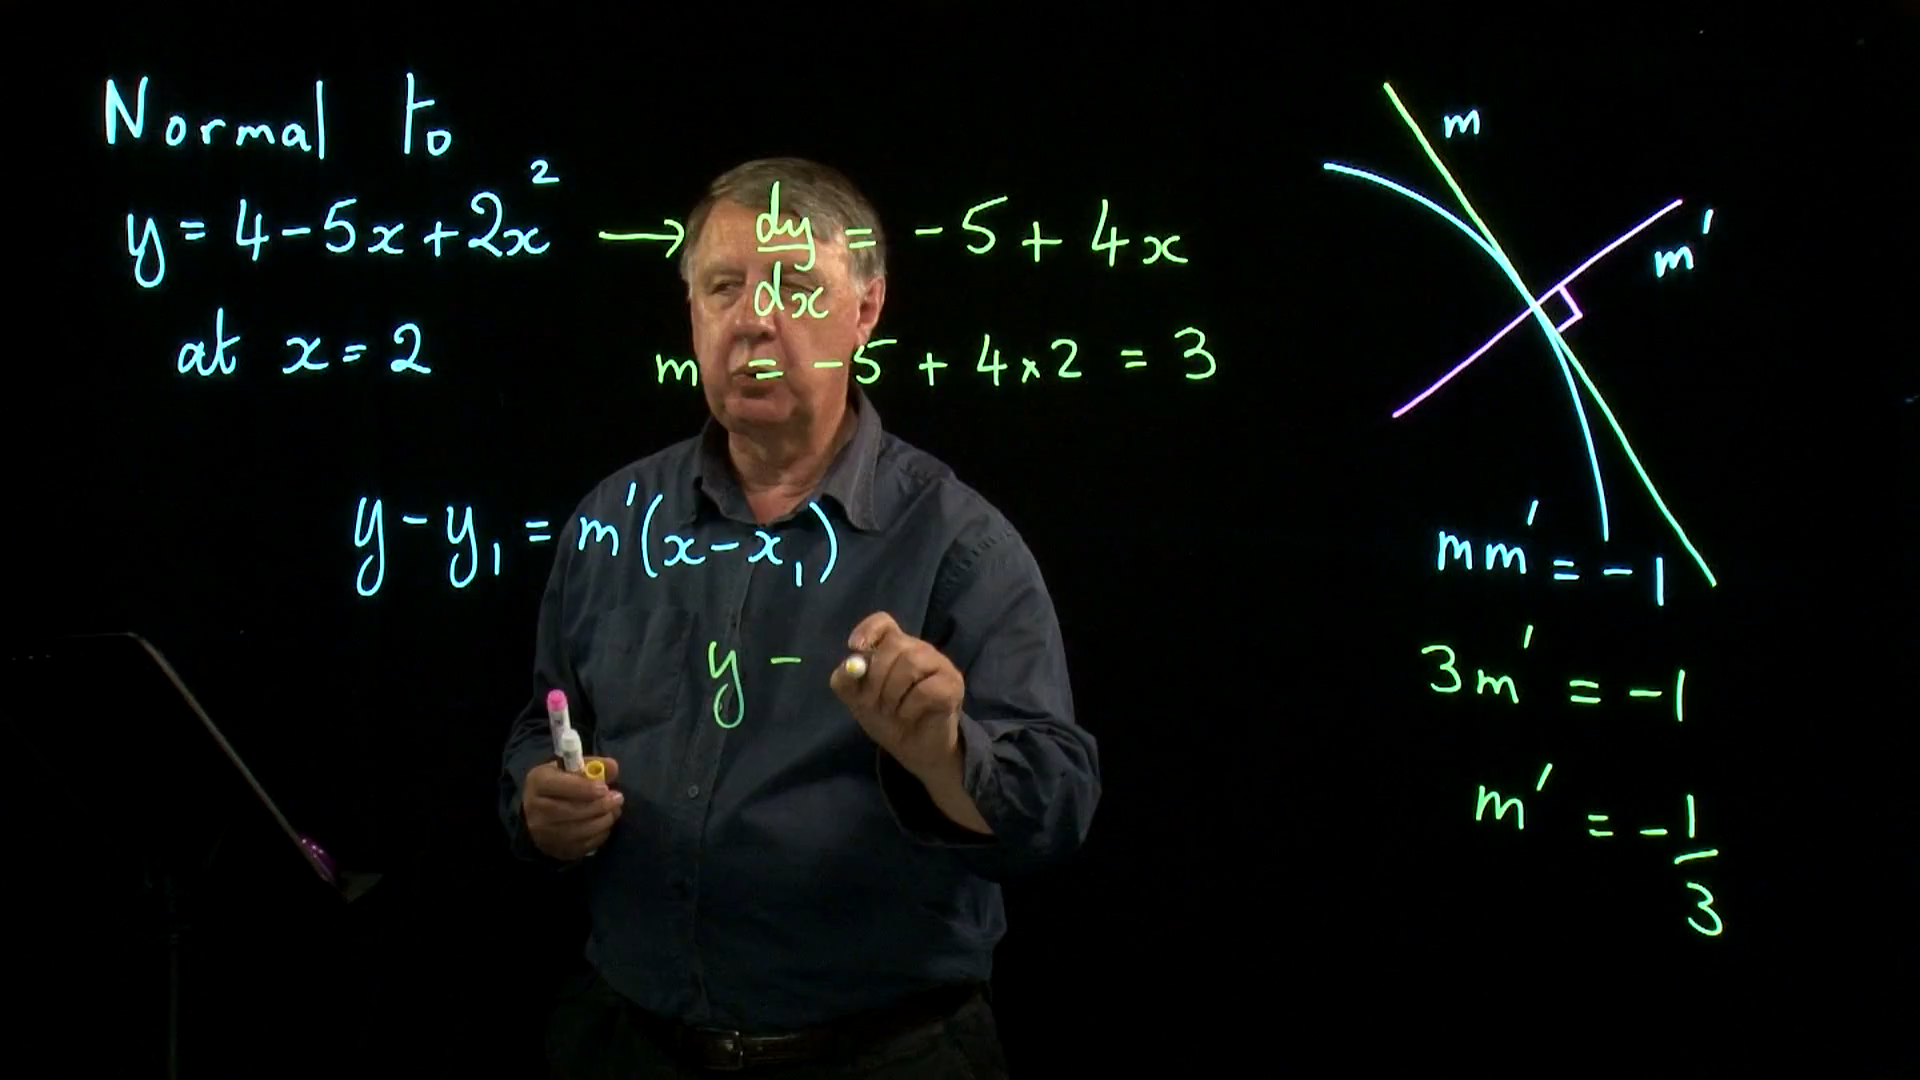 Normal to
y = 4 - 5x + 2x²
at x = 2
→ dy/dx = -5 + 4x
m = -5 + 4 × 2 = 3
y - y₁ = m'(x - x₁)
y -
m
m'
mm' = -1
3m' = -1
m' = -1/3